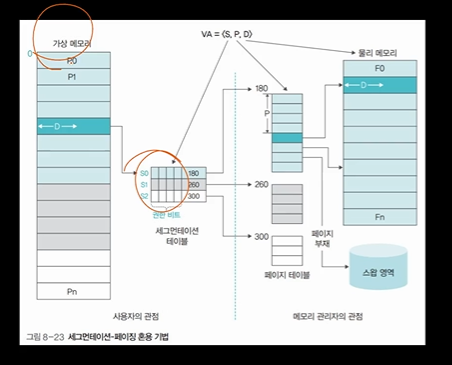 VA = <S, P, D>
가상 메모리
물리 메모리
0
P0
P1
D
Pn
S0
S1
S2
180
260
300
권한 비트
세그먼테이션
테이블
180
P
260
300
페이지 테이블
페이지
부재
F0
D
Fn
스왑 영역
사용자의 관점
메모리 관리자의 관점
그림 8-23 세그먼테이션-페이징 혼용 기법